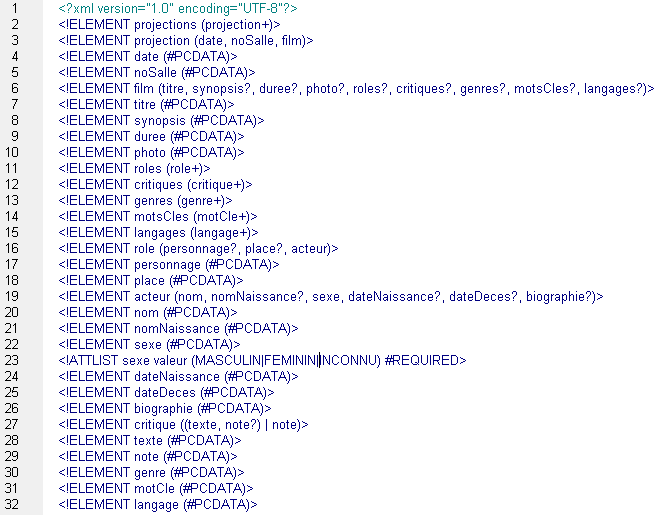 1 <?xml version="1.0" encoding="UTF-8"?>
2 <!ELEMENT projections (projection+)>
3 <!ELEMENT projection (date, noSalle, film)>
4 <!ELEMENT date (#PCDATA)>
5 <!ELEMENT noSalle (#PCDATA)>
6 <!ELEMENT film (titre, synopsis?, duree?, photo?, roles?, critiques?, genres?, motsCles?, langages?)>
7 <!ELEMENT titre (#PCDATA)>
8 <!ELEMENT synopsis (#PCDATA)>
9 <!ELEMENT duree (#PCDATA)>
10 <!ELEMENT photo (#PCDATA)>
11 <!ELEMENT roles (role+)>
12 <!ELEMENT critiques (critique+)>
13 <!ELEMENT genres (genre+)>
14 <!ELEMENT motsCles (motCle+)>
15 <!ELEMENT langages (langage+)>
16 <!ELEMENT role (personnage?, place?, acteur)>
17 <!ELEMENT personnage (#PCDATA)>
18 <!ELEMENT place (#PCDATA)>
19 <!ELEMENT acteur (nom, nomNaissance?, sexe, dateNaissance?, dateDeces?, biographie?)>
20 <!ELEMENT nom (#PCDATA)>
21 <!ELEMENT nomNaissance (#PCDATA)>
22 <!ELEMENT sexe (#PCDATA)>
23 <!ATTLIST sexe valeur (MASCULIN|FEMININ|INCONNU) #REQUIRED>
24 <!ELEMENT dateNaissance (#PCDATA)>
25 <!ELEMENT dateDeces (#PCDATA)>
26 <!ELEMENT biographie (#PCDATA)>
27 <!ELEMENT critique ((texte, note?) | note)>
28 <!ELEMENT texte (#PCDATA)>
29 <!ELEMENT note (#PCDATA)>
30 <!ELEMENT genre (#PCDATA)>
31 <!ELEMENT motCle (#PCDATA)>
32 <!ELEMENT langage (#PCDATA)>